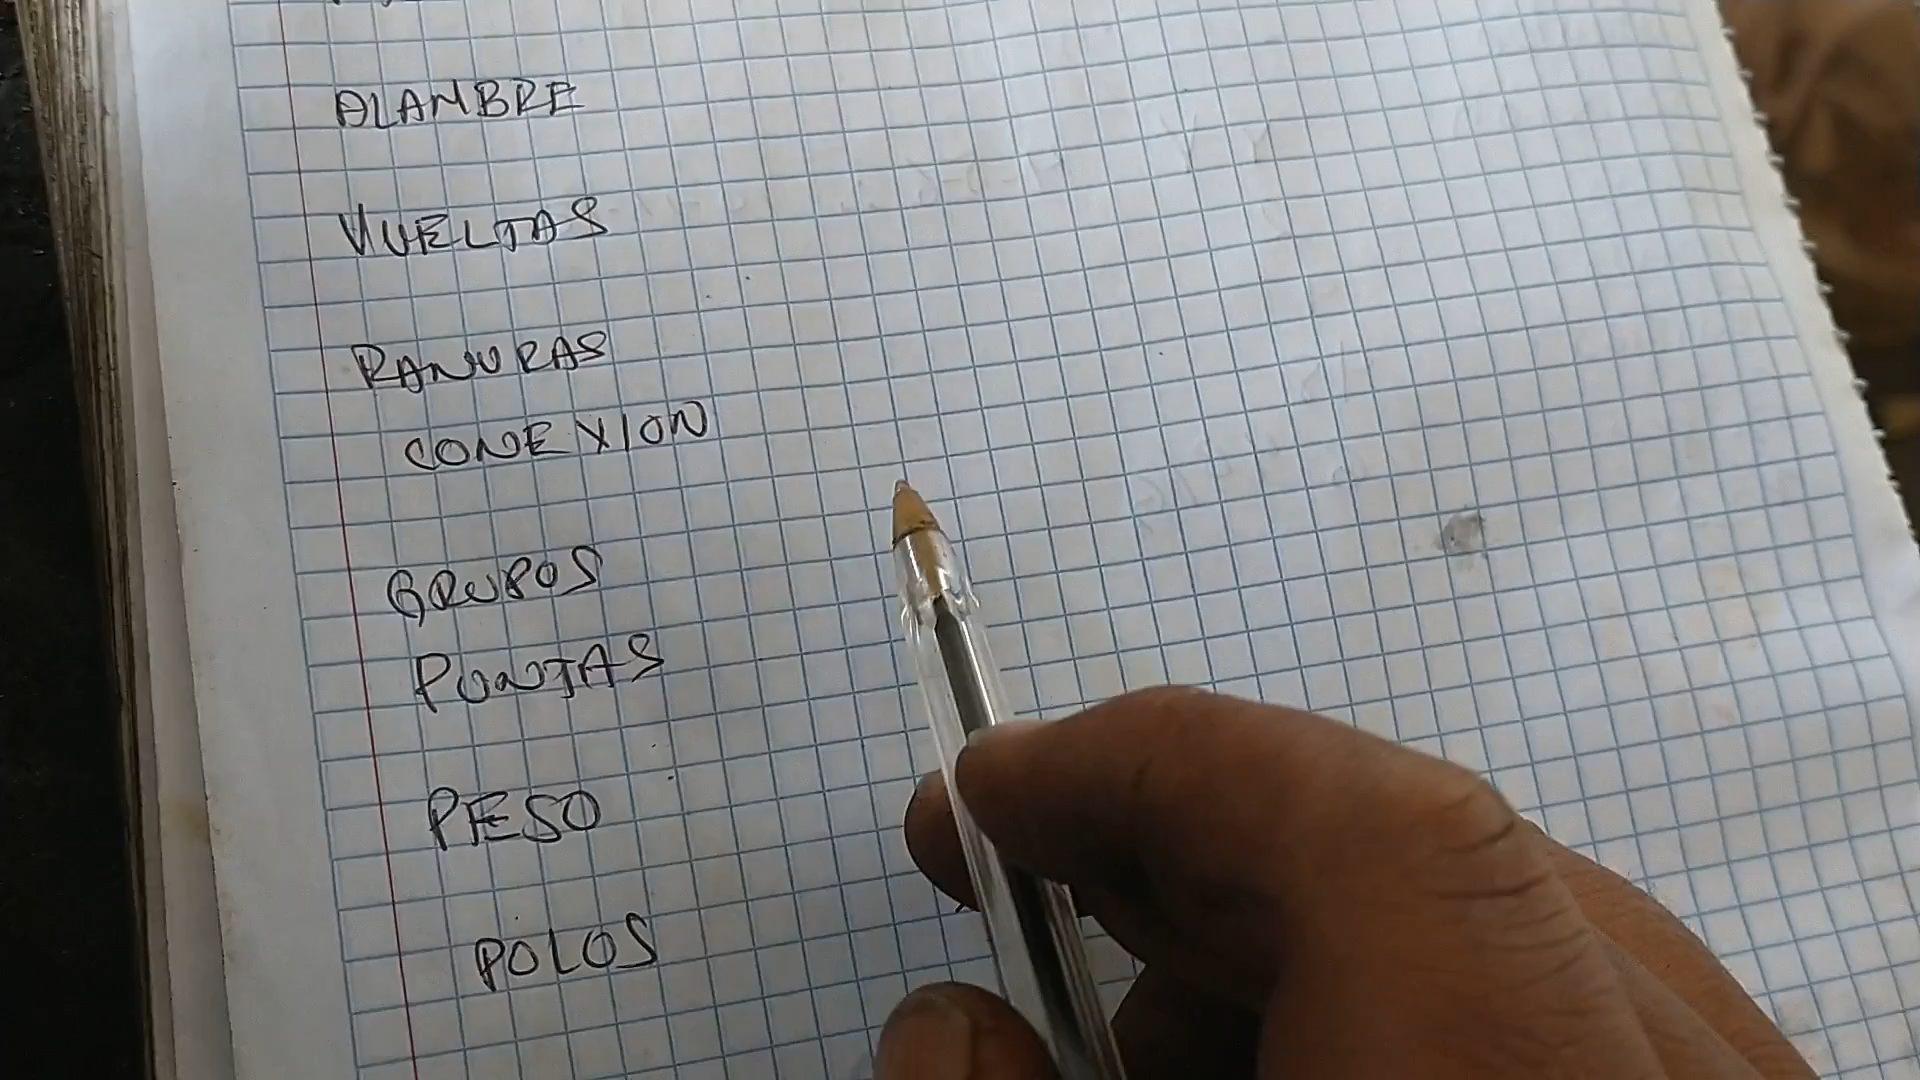 ALAMBRE
VUELTAS
RANURAS
CONEXION
GRUPOS
PUNTAS
PESO
POLOS